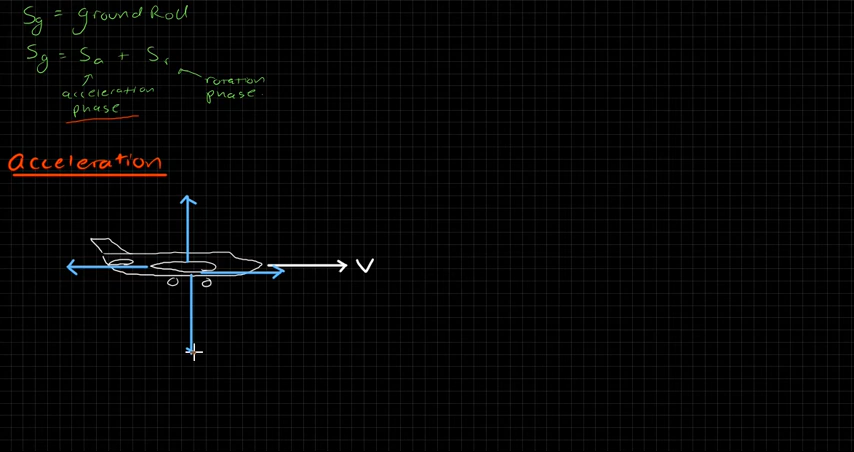 Sg = ground Roll
Sg = Sa + Sr
acceleration
phase
rotation
phase.
acceleration
V